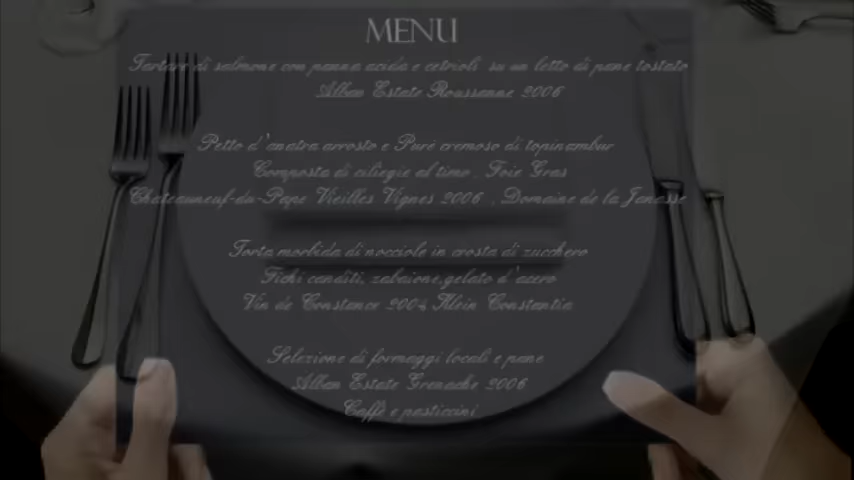 MENU
Tartare di salmone con panna acida e cetrioli su un letto di pane tostato
Alban Estate Roussanne 2006
Petto d'anatra arrosto e Puré cremoso di topinambur
Composta di ciliegie al timo, Foie Gras
Chateauneuf-du-Pape Vieilles Vignes 2006, Domaine de la Janasse
Torta morbida di nocciole in crosta di zucchero
Fichi canditi, zabaione, gelato d'acero
Vin de Constance 2004 Klein Constantia
Selezione di formaggi locali e pane
Alban Estate Grenache 2006
Caffè e pasticcini